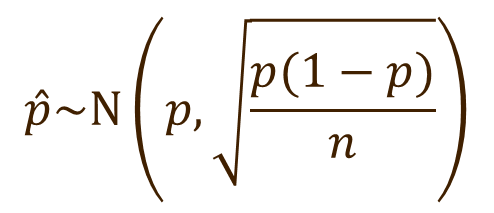 p̂~N(p, √(p(1 − p)/n))